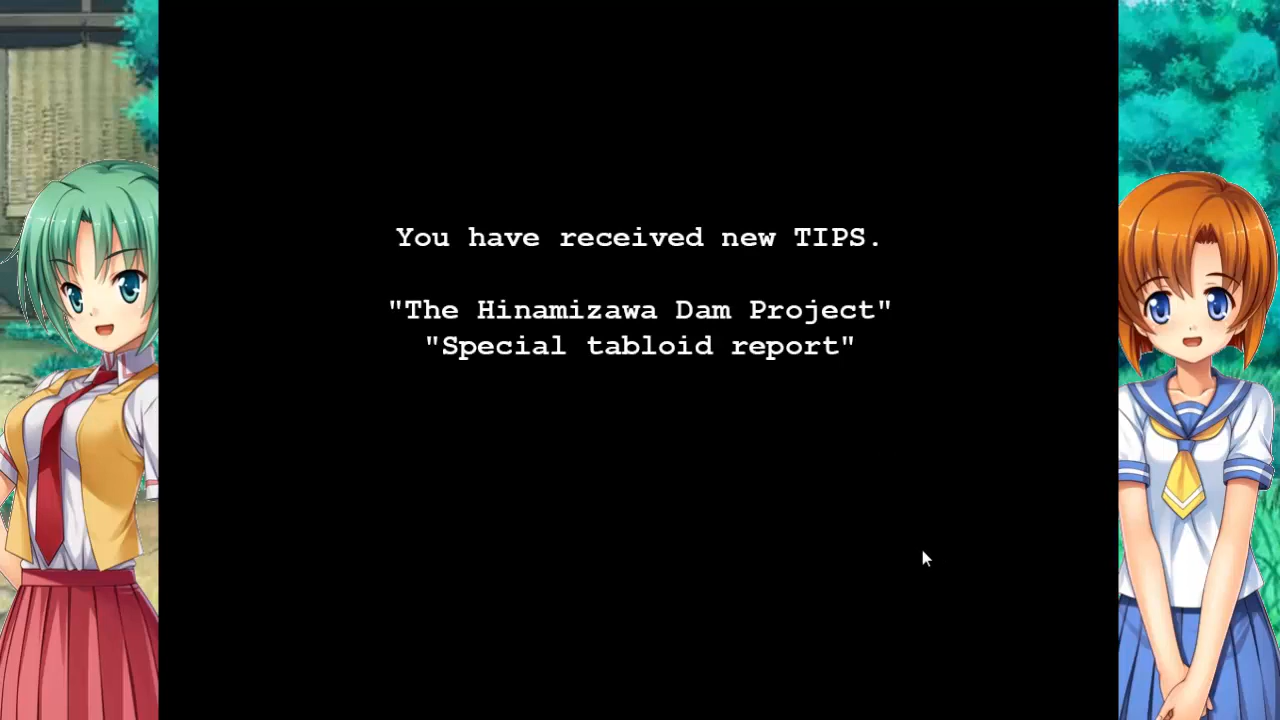 You have received new TIPS.
"The Hinamizawa Dam Project"
"Special tabloid report"